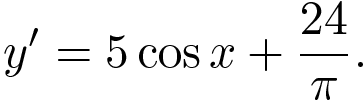 y′ = 5 cos x + 24/π.